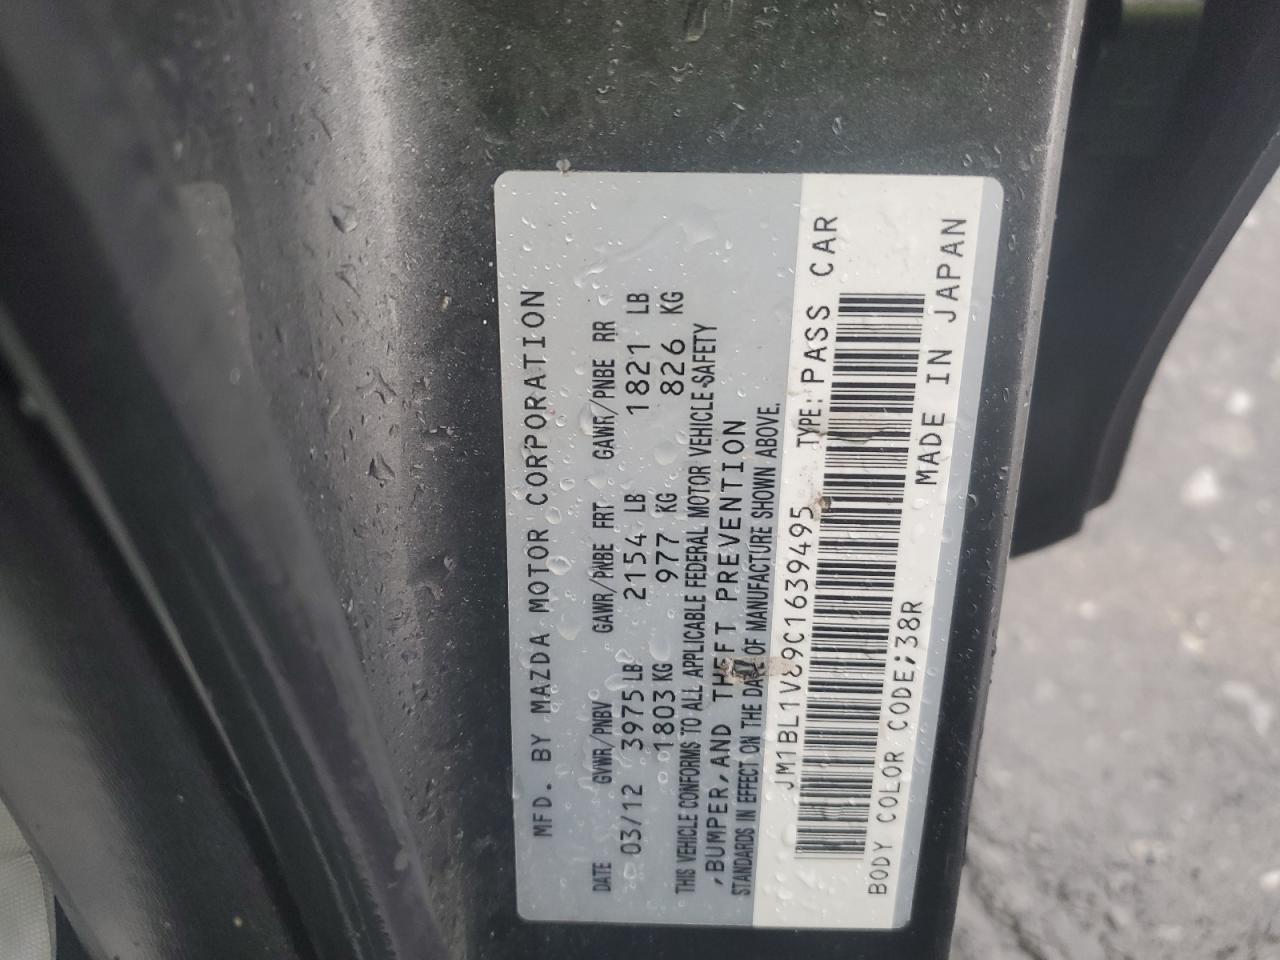 MFD. BY MAZDA MOTOR CORPORATION
DATE GVWR/PNBV GAWR/PNBE FRT GAWR/PNBE RR
03/12 3975 LB 2154 LB 1821 LB
1803 KG 977 KG 826 KG
THIS VEHICLE CONFORMS TO ALL APPLICABLE FEDERAL MOTOR VEHICLE SAFETY
,BUMPER,AND THEFT PREVENTION
STANDARDS IN EFFECT ON THE DATE OF MANUFACTURE SHOWN ABOVE.
JM1BL1V89C1639495 TYPE: PASS CAR
BODY COLOR CODE;38R MADE IN JAPAN